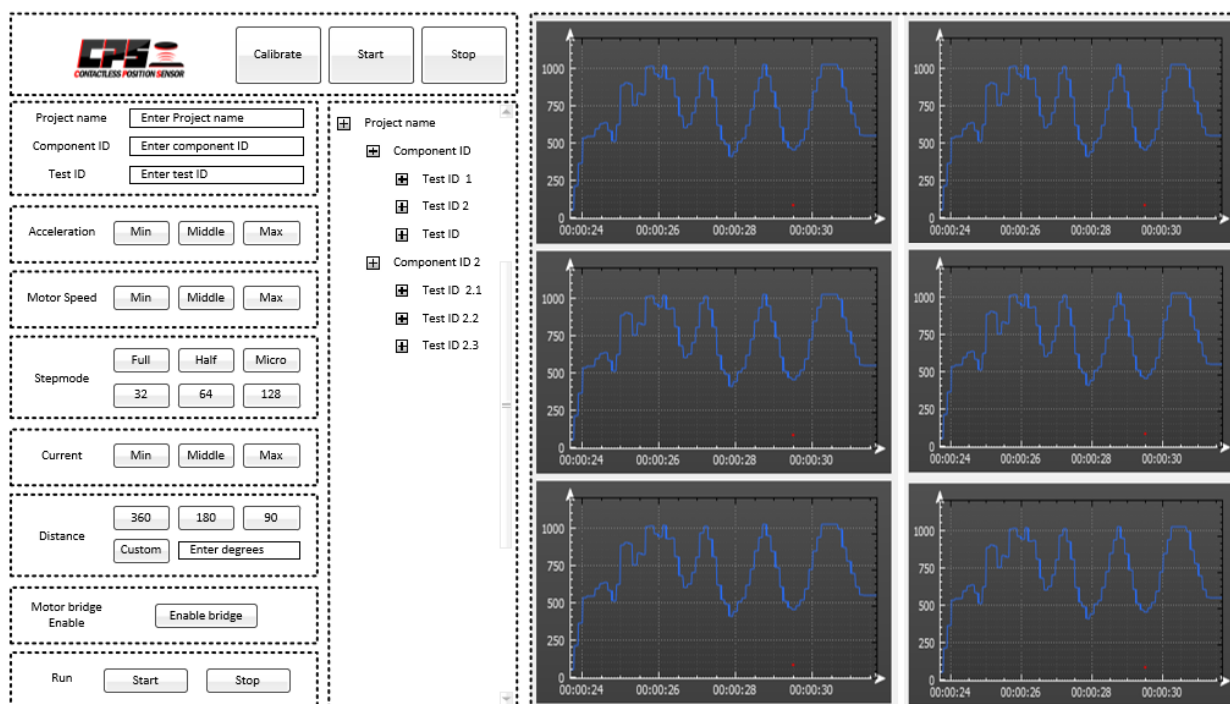 CPS
CONTACTLESS POSITION SENSOR
Calibrate Start Stop
Project name Enter Project name
Component ID Enter component ID
Test ID Enter test ID
Acceleration Min Middle Max
Motor Speed Min Middle Max
Stepmode Full Half Micro
32 64 128
Current Min Middle Max
Distance 360 180 90
Custom Enter degrees
Motor bridge
Enable Enable bridge
Run Start Stop
Project name
Component ID
Test ID 1
Test ID 2
Test ID
Component ID 2
Test ID 2.1
Test ID 2.2
Test ID 2.3
1000
750
500
250
0
00:00:24 00:00:26 00:00:28 00:00:30
1000
750
500
250
0
00:00:24 00:00:26 00:00:28 00:00:30
1000
750
500
250
0
00:00:24 00:00:26 00:00:28 00:00:30
1000
750
500
250
0
00:00:24 00:00:26 00:00:28 00:00:30
1000
750
500
250
0
00:00:24 00:00:26 00:00:28 00:00:30
1000
750
500
250
0
00:00:24 00:00:26 00:00:28 00:00:30